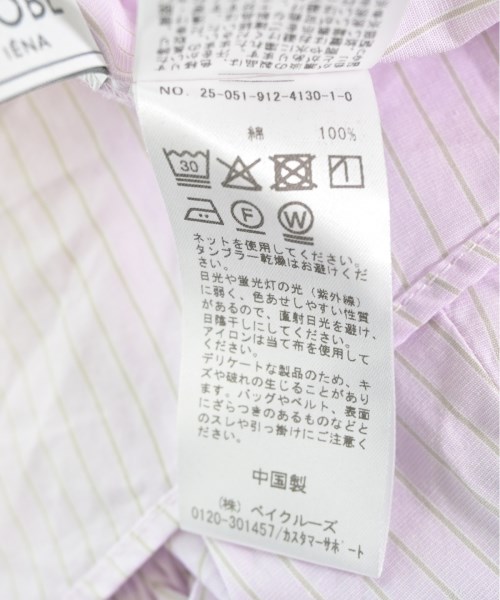 IÉNA
NO. 25-051-912-4130-1-0
綿 100%
30
F W
ネットを使用してください。
タンブラー乾燥はお避けくだ
さい。
日光や蛍光灯の光（紫外線）
に弱く、色あせしやすい性質
があるので、直射日光を避け、
日陰干しにしてください。
アイロンは当て布を使用して
ください。
デリケートな製品のため、キ
ズや破れの生じることがあり
ます。バッグやベルト、表面
にざらつきのあるものなどと
のスレや引っ掛けにご注意く
ださい。
中国製
（株）ベイクルーズ
0120-301457/カスタマーサポート